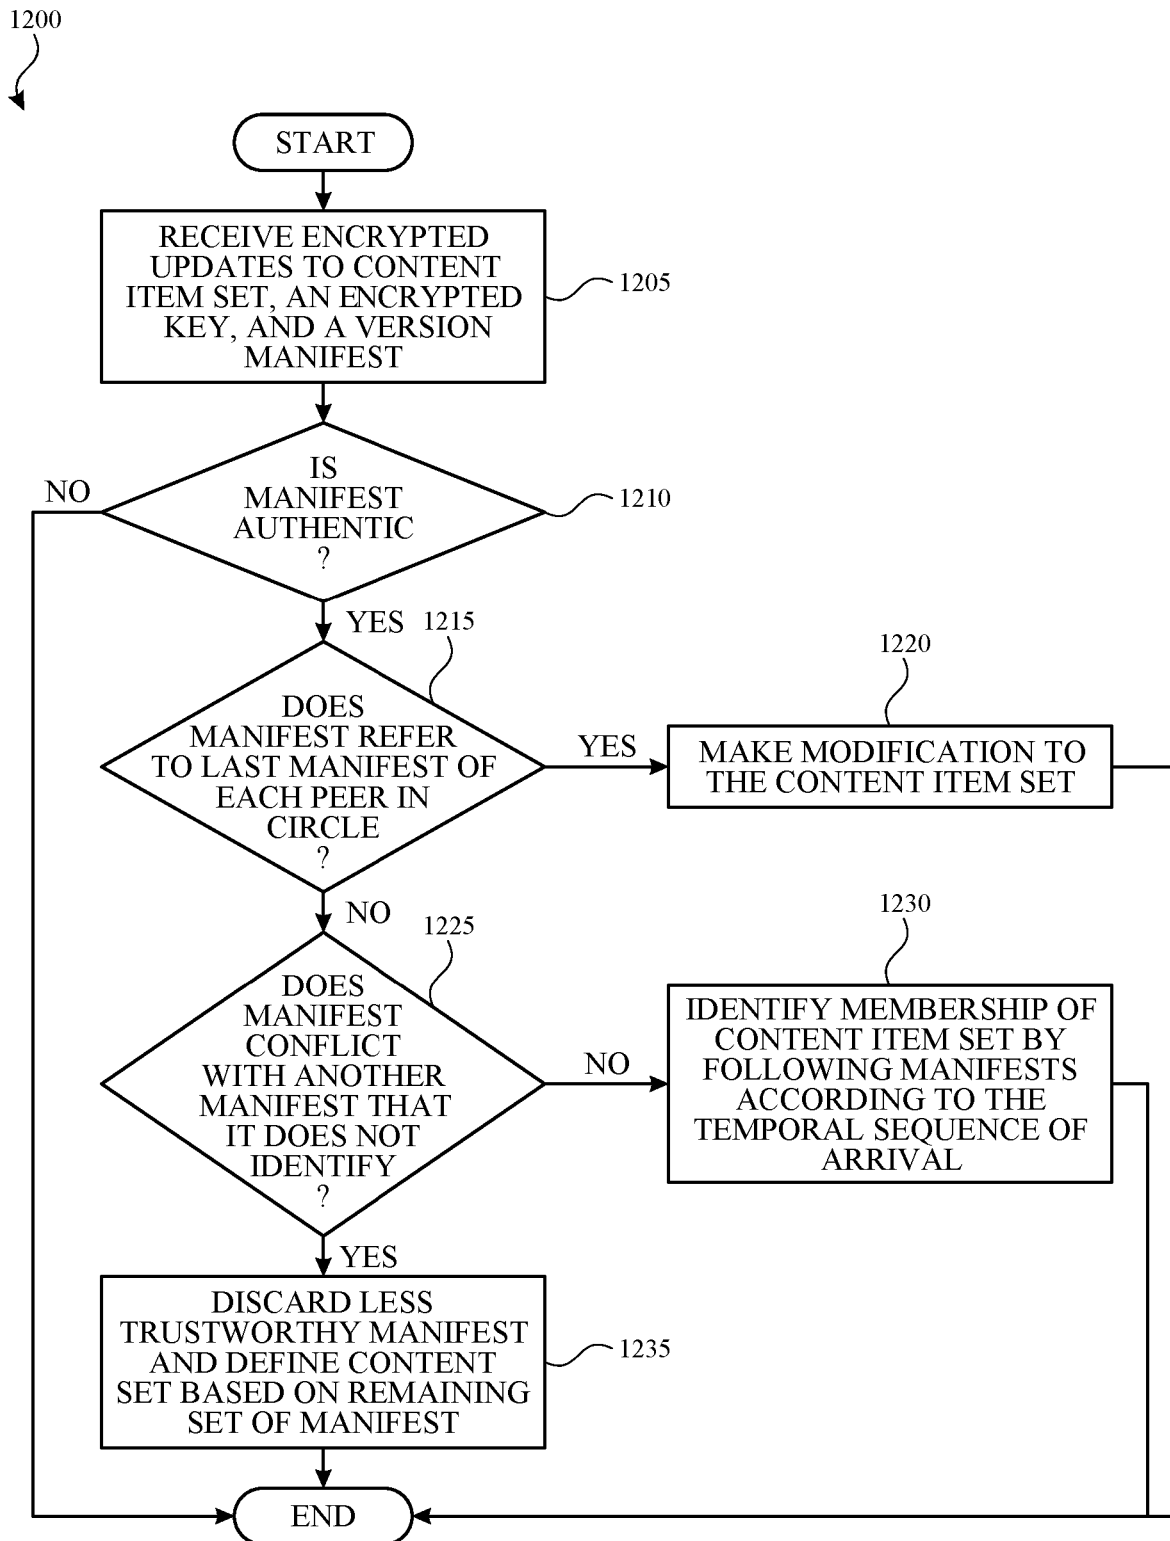 1200
START
RECEIVE ENCRYPTED
UPDATES TO CONTENT
ITEM SET, AN ENCRYPTED
KEY, AND A VERSION
MANIFEST
1205
IS
MANIFEST
AUTHENTIC
?
1210
NO
YES
1215
DOES
MANIFEST REFER
TO LAST MANIFEST OF
EACH PEER IN
CIRCLE
?
YES
1220
MAKE MODIFICATION TO
THE CONTENT ITEM SET
NO
1225
DOES
MANIFEST
CONFLICT
WITH ANOTHER
MANIFEST THAT
IT DOES NOT
IDENTIFY
?
NO
1230
IDENTIFY MEMBERSHIP OF
CONTENT ITEM SET BY
FOLLOWING MANIFESTS
ACCORDING TO THE
TEMPORAL SEQUENCE OF
ARRIVAL
YES
DISCARD LESS
TRUSTWORTHY MANIFEST
AND DEFINE CONTENT
SET BASED ON REMAINING
SET OF MANIFEST
1235
END